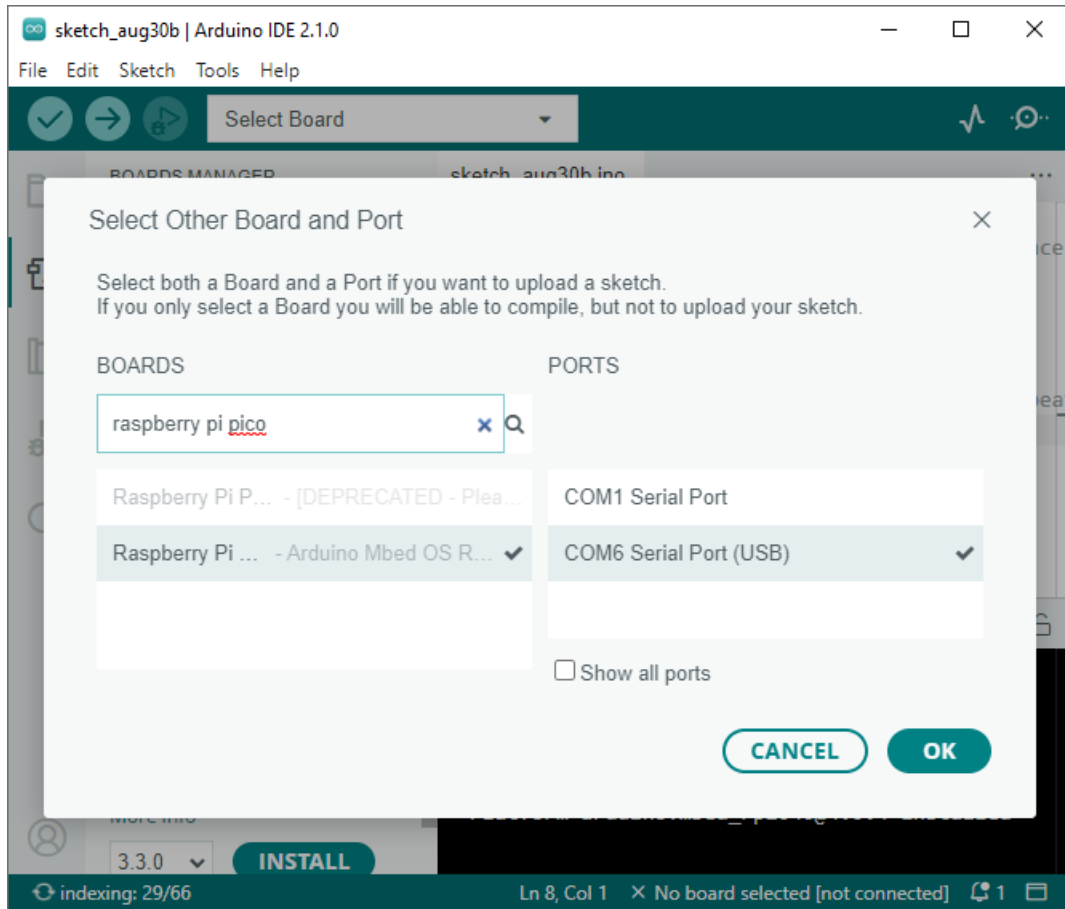 sketch_aug30b | Arduino IDE 2.1.0
File Edit Sketch Tools Help
Select Board
BOARDS MANAGER
sketch_aug30b.ino
...
Select Other Board and Port
Select both a Board and a Port if you want to upload a sketch.
If you only select a Board you will be able to compile, but not to upload your sketch.
BOARDS
PORTS
raspberry pi pico
Raspberry Pi P... - [DEPRECATED - Plea...
COM1 Serial Port
Raspberry Pi ... - Arduino Mbed OS R...
COM6 Serial Port (USB)
Show all ports
CANCEL
OK
More info
3.3.0
INSTALL
indexing: 29/66
Ln 8, Col 1
No board selected [not connected]
1